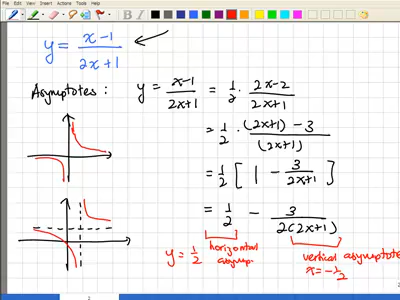 File Edit View Insert Actions Tools Help
y = x-1 / 2x+1
Asymptotes: y = x-1 / 2x+1 = 1/2 · 2x-2 / 2x+1
= 1/2 · (2x+1) - 3 / (2x+1)
= 1/2 [ 1 - 3 / 2x+1 ]
= 1/2 - 3 / 2(2x+1)
y = 1/2 horizontal asymp. vertical asymptote
x = -1/2
2